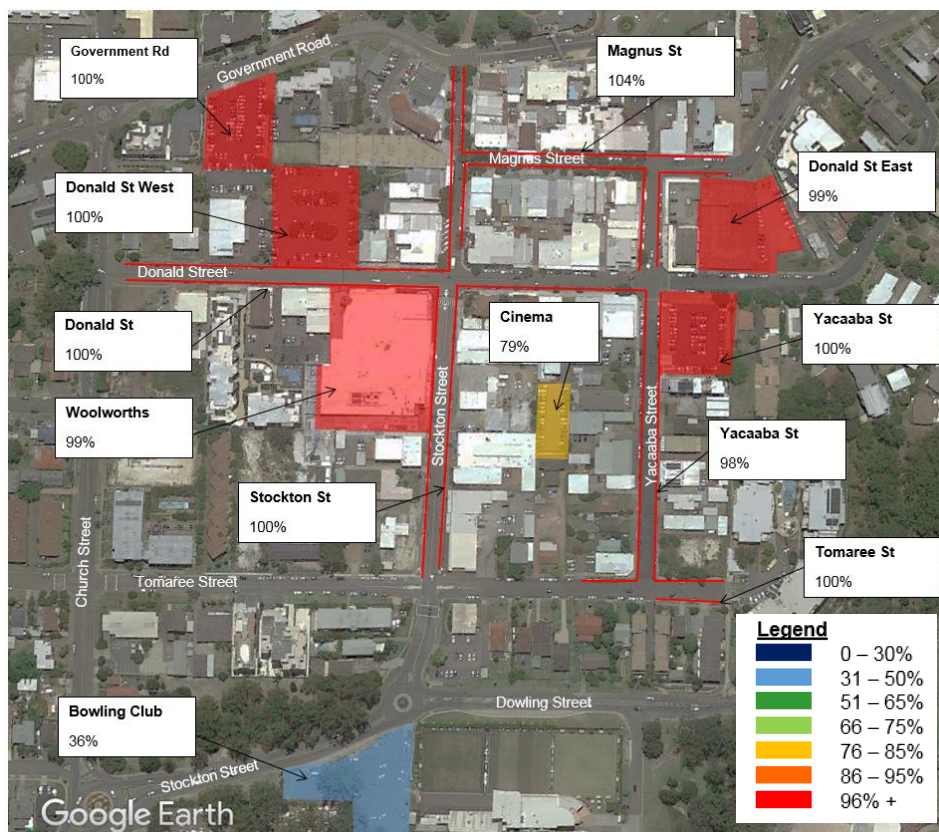 Government Rd
100%
Government Road
Magnus St
104%
Magnus Street
Donald St West
100%
Donald St East
99%
Donald Street
Donald St
100%
Cinema
79%
Yacaaba St
100%
Woolworths
99%
Stockton Street
Yacaaba Street
Yacaaba St
98%
Stockton St
100%
Church Street
Tomaree Street
Tomaree St
100%
Legend
0 – 30%
31 – 50%
51 – 65%
66 – 75%
76 – 85%
86 – 95%
96% +
Dowling Street
Bowling Club
36%
Stockton Street
Google Earth